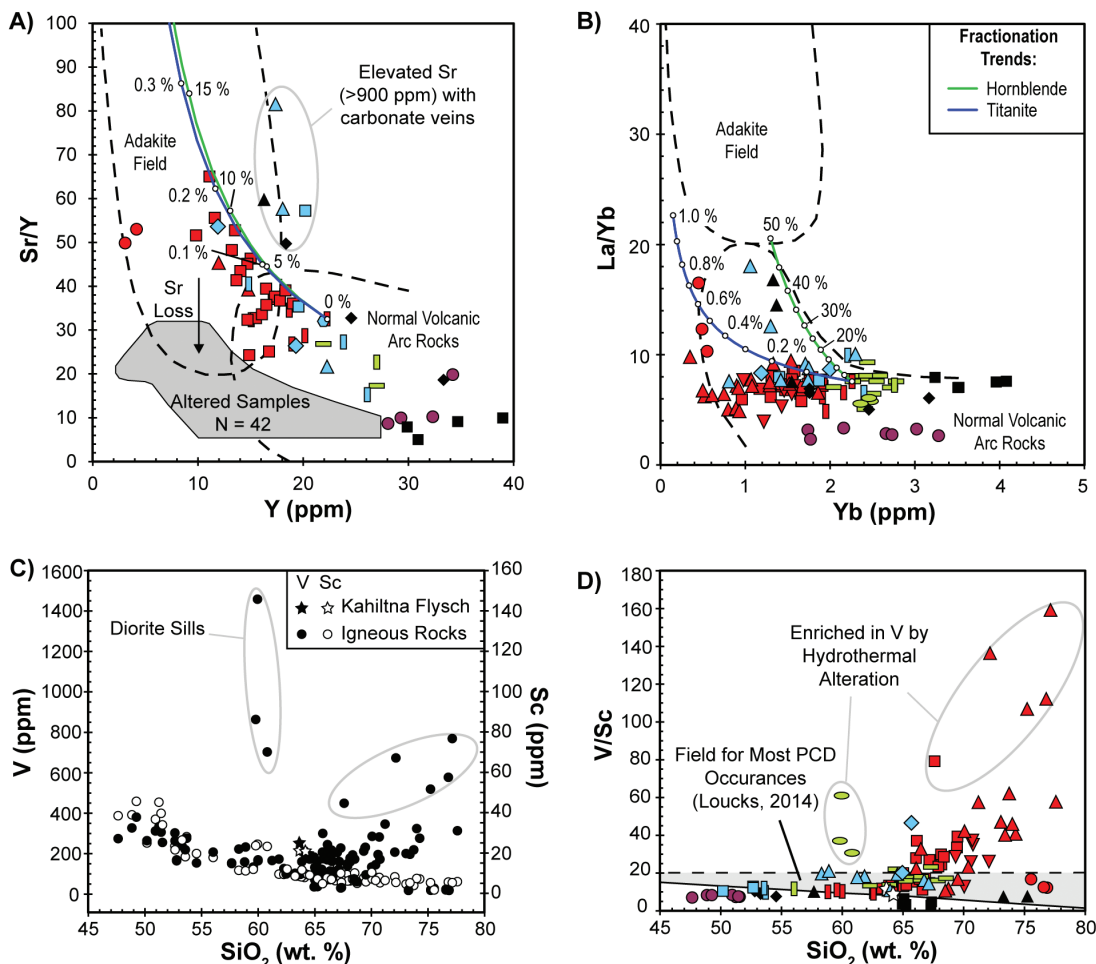 A)
100
90
80
70
60
50
40
30
20
10
0
Sr/Y
0
10
20
30
40
Y (ppm)
0.3 %
15 %
Adakite
Field
0.2 %
10 %
0.1 %
5 %
0 %
Sr
Loss
Elevated Sr
(>900 ppm) with
carbonate veins
Normal Volcanic
Arc Rocks
Altered Samples
N = 42
B)
40
30
20
10
0
La/Yb
0
1
2
3
4
5
Yb (ppm)
Fractionation
Trends:
Hornblende
Titanite
Adakite
Field
1.0 %
50 %
0.8 %
40 %
0.6%
30%
0.4%
20%
0.2 %
Normal Volcanic
Arc Rocks
C)
1600
1400
1200
1000
800
600
400
200
0
V (ppm)
160
140
120
100
80
60
40
20
0
Sc (ppm)
45
50
55
60
65
70
75
80
SiO₂ (wt. %)
V Sc
Kahiltna Flysch
Igneous Rocks
Diorite Sills
D)
180
160
140
120
100
80
60
40
20
0
V/Sc
45
50
55
60
65
70
75
80
SiO₂ (wt. %)
Enriched in V by
Hydrothermal
Alteration
Field for Most PCD
Occurances
(Loucks, 2014)